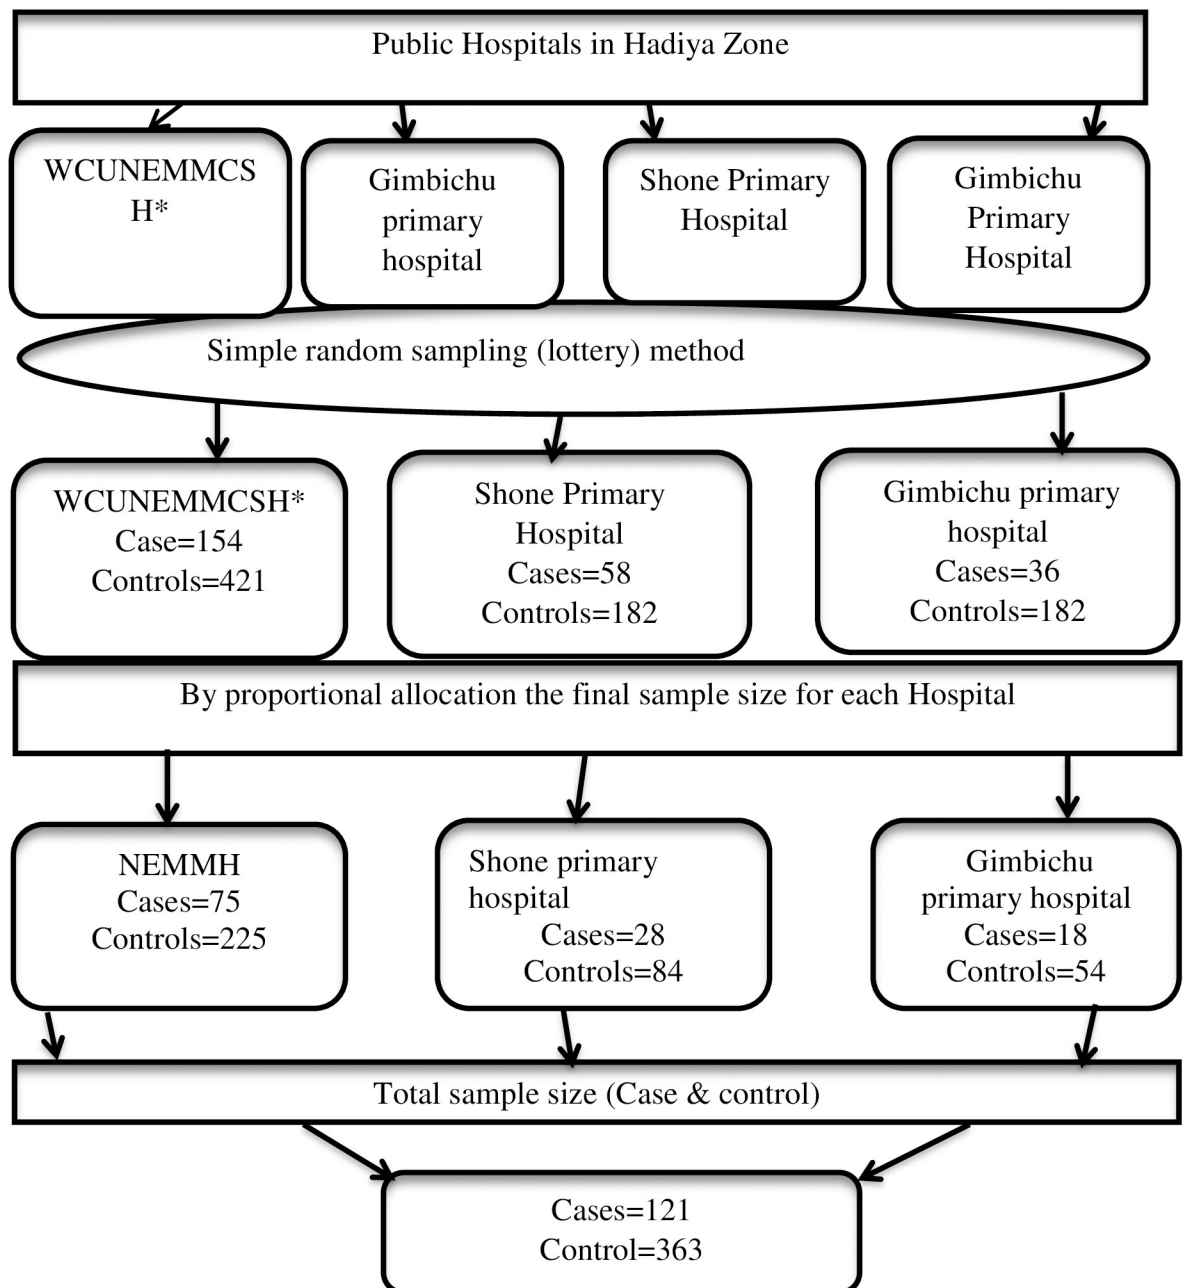 Public Hospitals in Hadiya Zone
WCUNEMMCS
H*
Gimbichu
primary
hospital
Shone Primary
Hospital
Gimbichu
Primary
Hospital
Simple random sampling (lottery) method
WCUNEMMCSH*
Case=154
Controls=421
Shone Primary
Hospital
Cases=58
Controls=182
Gimbichu primary
hospital
Cases=36
Controls=182
By proportional allocation the final sample size for each Hospital
NEMMH
Cases=75
Controls=225
Shone primary
hospital
Cases=28
Controls=84
Gimbichu
primary hospital
Cases=18
Controls=54
Total sample size (Case & control)
Cases=121
Control=363